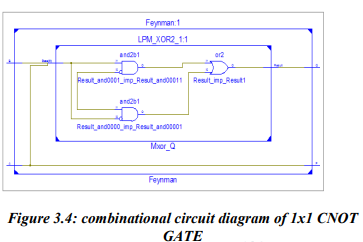 Feynman:1
LPM_XOR2_1:1
and2b1
or2
Result_and0001_imp_Result_and00011
Result_imp_Result1
and2b1
Result_and0000_imp_Result_and00001
Mxor_Q
Feynman
Figure 3.4: combinational circuit diagram of 1x1 CNOT
GATE